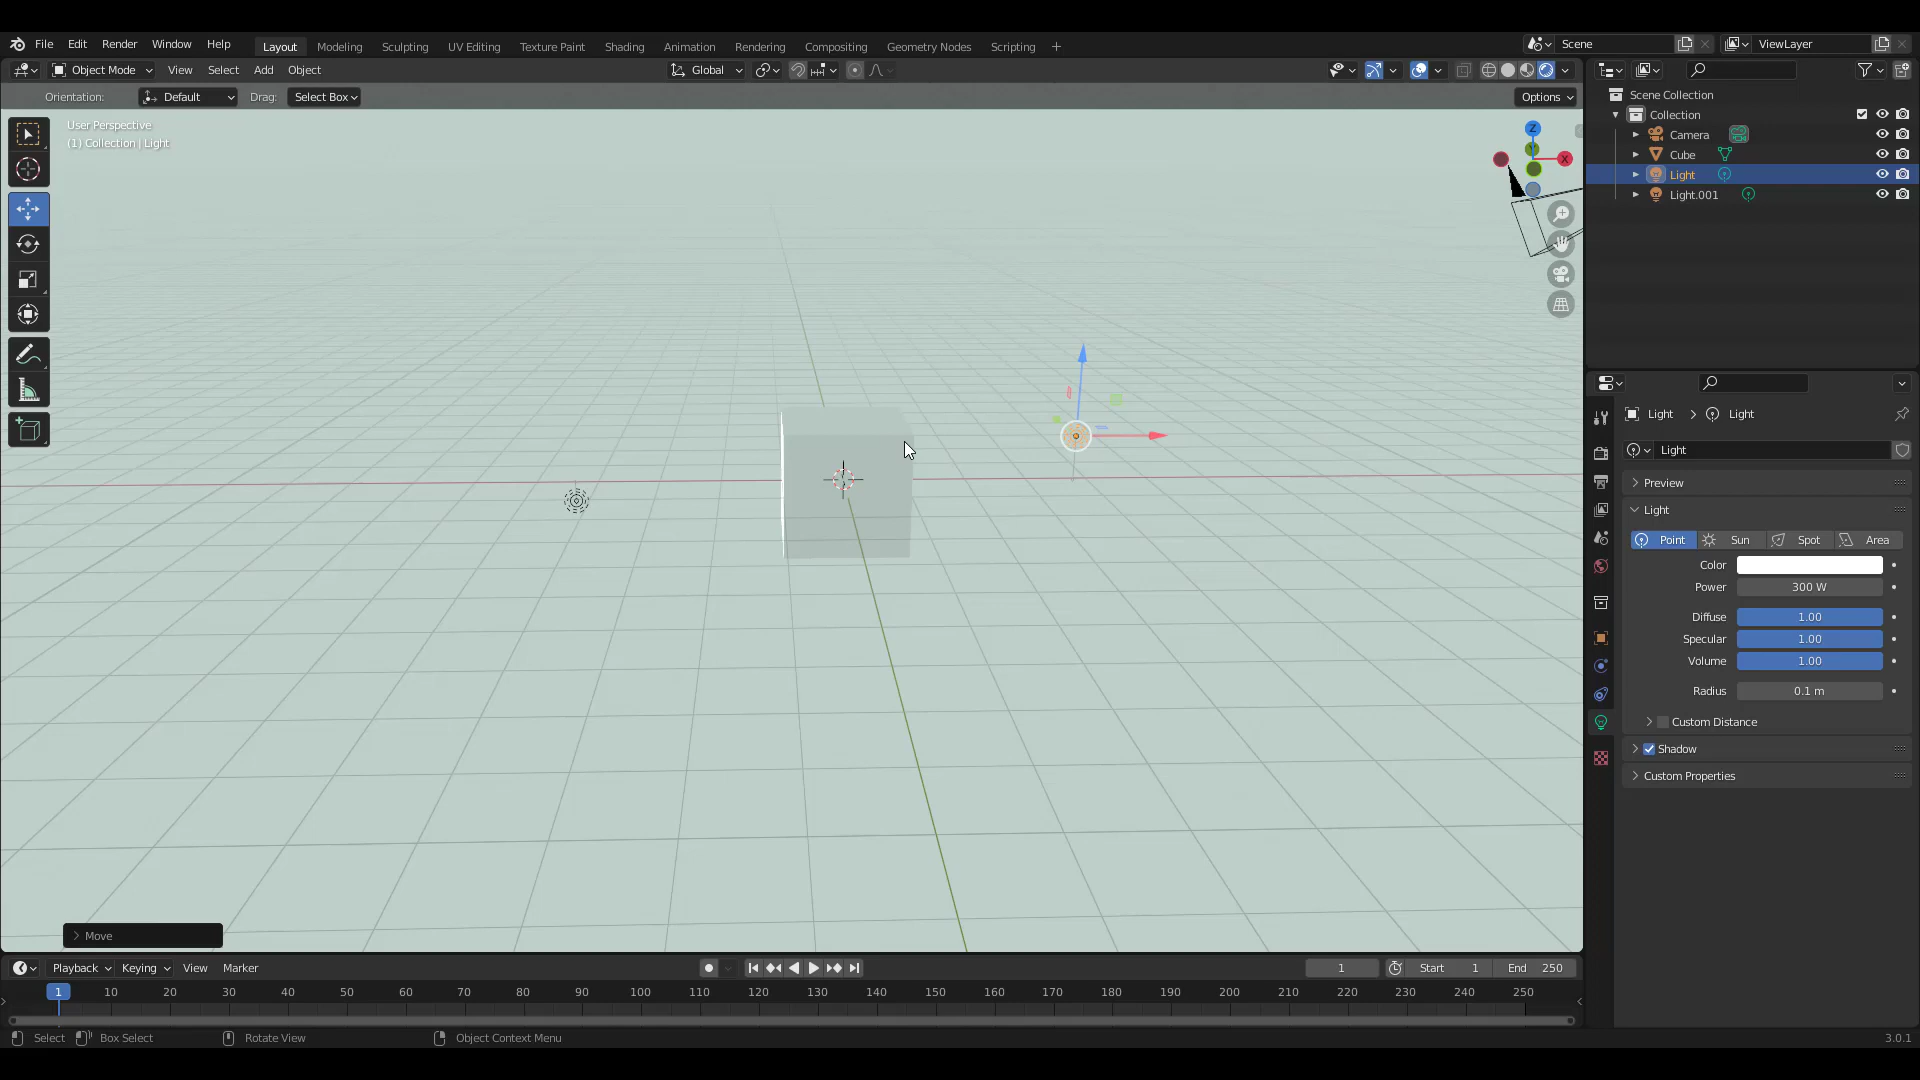 File Edit Render Window Help Layout Modeling Sculpting UV Editing Texture Paint Shading Animation Rendering Compositing Geometry Nodes Scripting + Scene ViewLayer
Object Mode View Select Add Object Global
Orientation: Default Drag: Select Box Options
User Perspective
(1) Collection | Light
Z
Y
X
Move
Scene Collection
Collection
Camera
Cube
Light
Light.001
Light > Light
Light
Preview
Light
Point Sun Spot Area
Color
Power 300 W
Diffuse 1.00
Specular 1.00
Volume 1.00
Radius 0.1 m
Custom Distance
Shadow
Custom Properties
Playback Keying View Marker 1 Start 1 End 250
1 10 20 30 40 50 60 70 80 90 100 110 120 130 140 150 160 170 180 190 200 210 220 230 240 250
Select Box Select Rotate View Object Context Menu 3.0.1